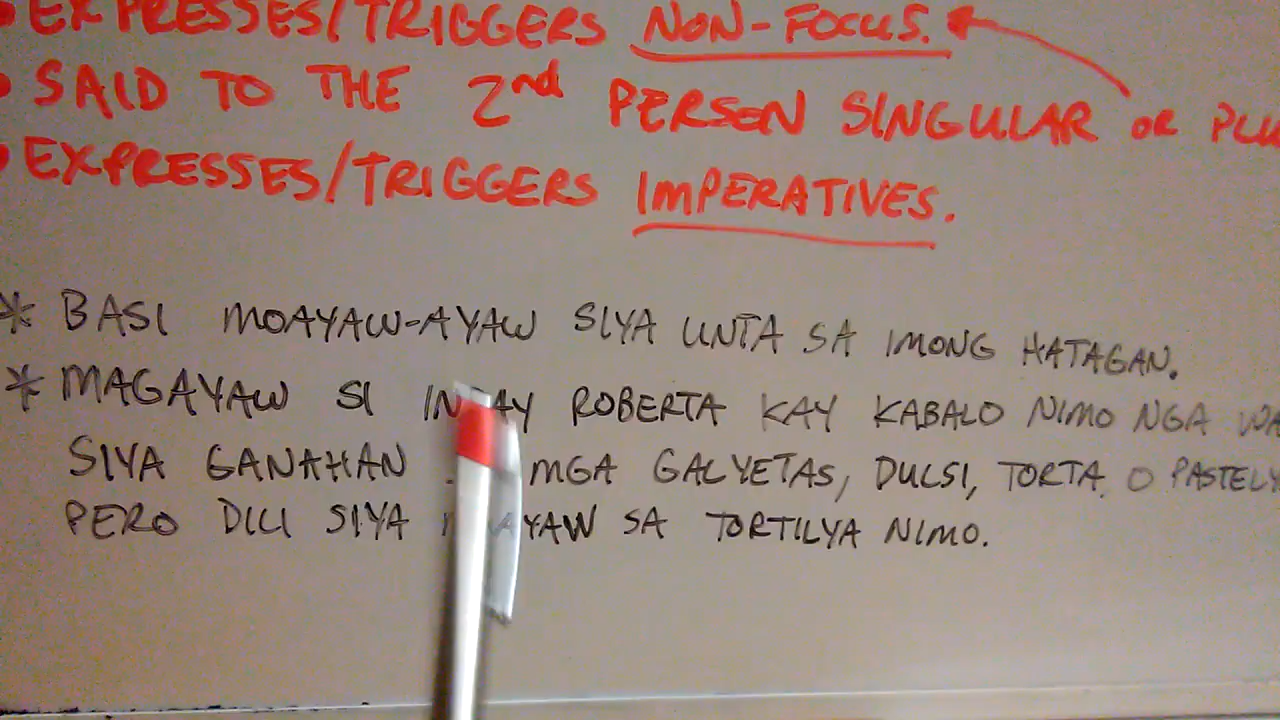 EXPRESSES/TRIGGERS NON-FOCUS.
• SAID TO THE 2nd PERSON SINGULAR OR
• EXPRESSES/TRIGGERS IMPERATIVES.
* BASI MOAYAW-AYAW SIYA UNTA SA IMONG HATAGAN.
* MAGAYAW SI ROBERTA KAY KABALO NIMO NGA
SIYA GANAHAN MGA GALYETAS, DULSI, TORTA O
PERO DILI SIYA SA TORTILYA NIMO.